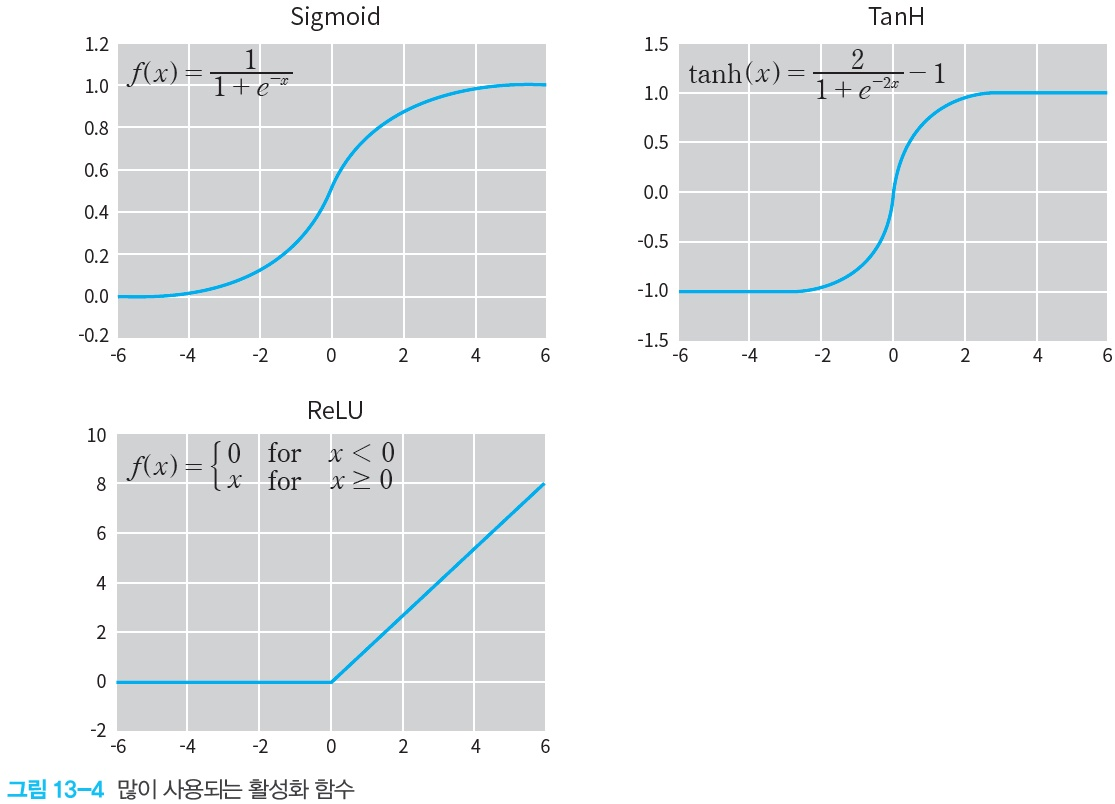 Sigmoid
f(x) = 1 / (1 + e^{-x})
1.2
1.0
0.8
0.6
0.4
0.2
0.0
-0.2
-6 -4 -2 0 2 4 6
TanH
tanh(x) = 2 / (1 + e^{-2x}) - 1
1.5
1.0
0.5
0.0
-0.5
-1.0
-1.5
-6 -4 -2 0 2 4 6
ReLU
f(x) = { 0 for x < 0
x for x ≥ 0
10
8
6
4
2
0
-2
-6 -4 -2 0 2 4 6
그림 13-4 많이 사용되는 활성화 함수